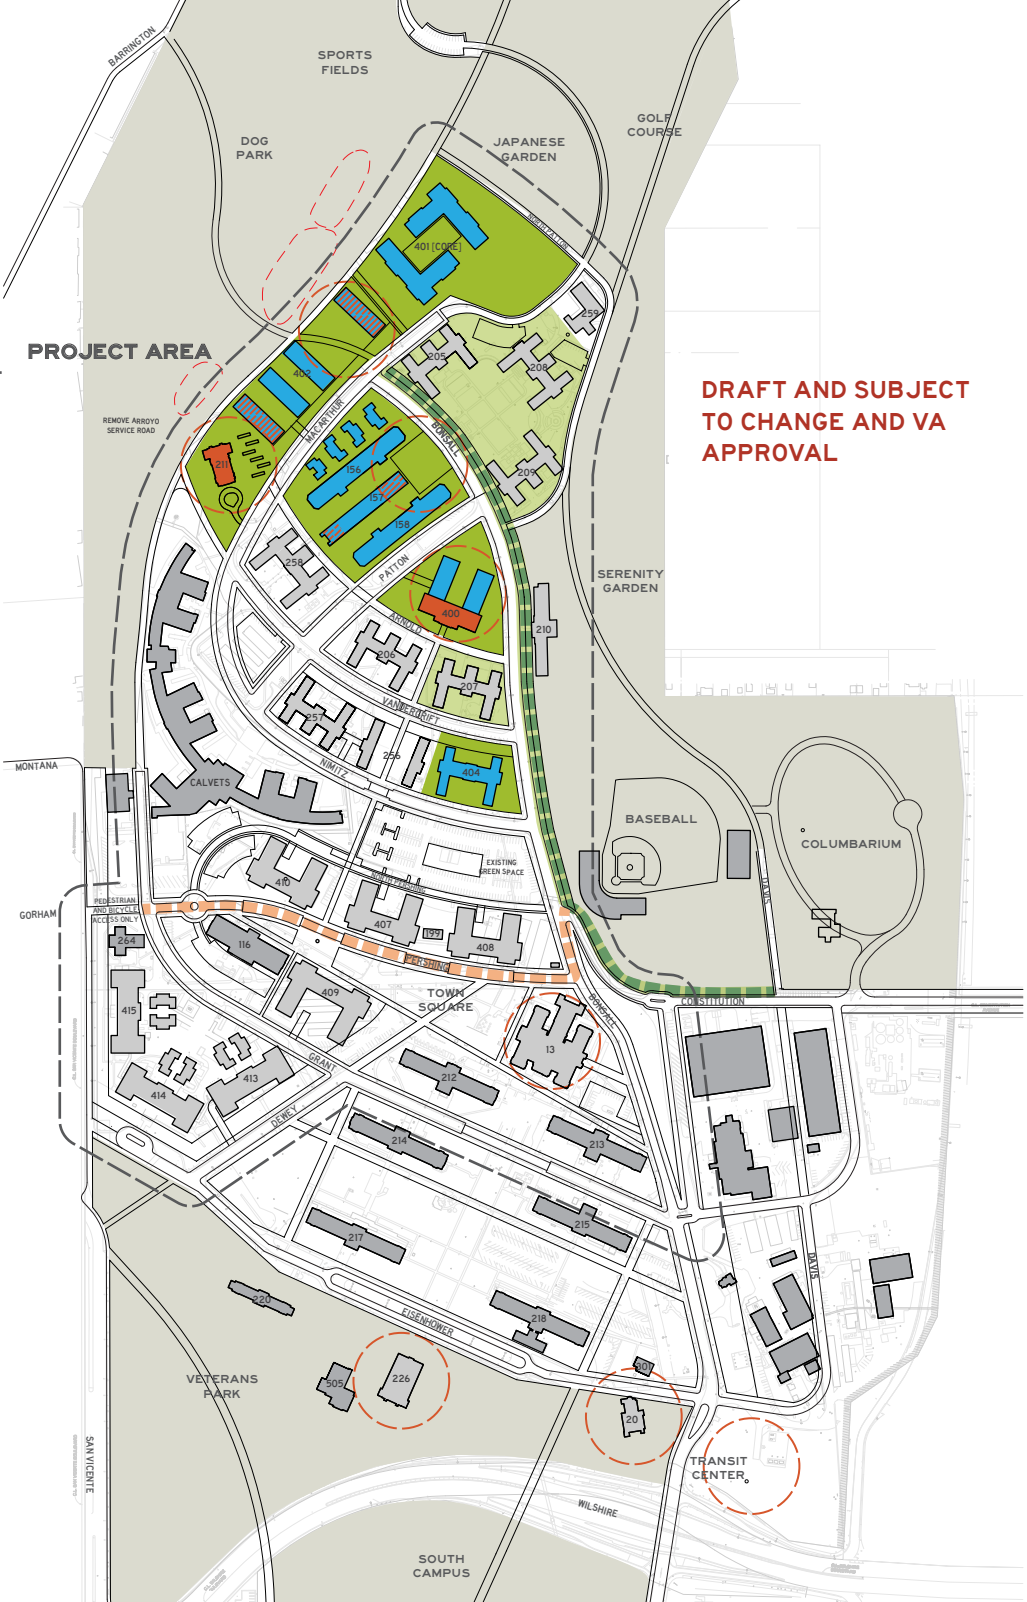 BARRINGTON
SPORTS
FIELDS
GOLF
COURSE
DOG
PARK
JAPANESE
GARDEN
NORTH PATTON
401 [CORE]
259
PROJECT AREA
205
208
402
DRAFT AND SUBJECT
TO CHANGE AND VA
APPROVAL
REMOVE ARROYO
SERVICE ROAD
MACARTHUR
BONSALL
211
156
209
157
158
258
PATTON
SERENITY
GARDEN
400
ARNOLD
210
206
207
VANDERGRIFT
257
256
NIMITZ
404
MONTANA
CALVETS
BASEBALL
COLUMBARIUM
EXISTING
GREEN SPACE
410
NORTH PERSHING
DAVIS
PEDESTRIAN
AND BICYCLE
ACCESS ONLY
GORHAM
407
199
408
264
116
PERSHING
409
TOWN
SQUARE
BONSALL
CONSTITUTION
415
13
GRANT
212
413
414
DEWEY
214
213
215
217
DAVIS
220
EISENHOWER
218
301
VETERANS
PARK
505
226
20
SAN VICENTE
TRANSIT
CENTER
WILSHIRE
SOUTH
CAMPUS